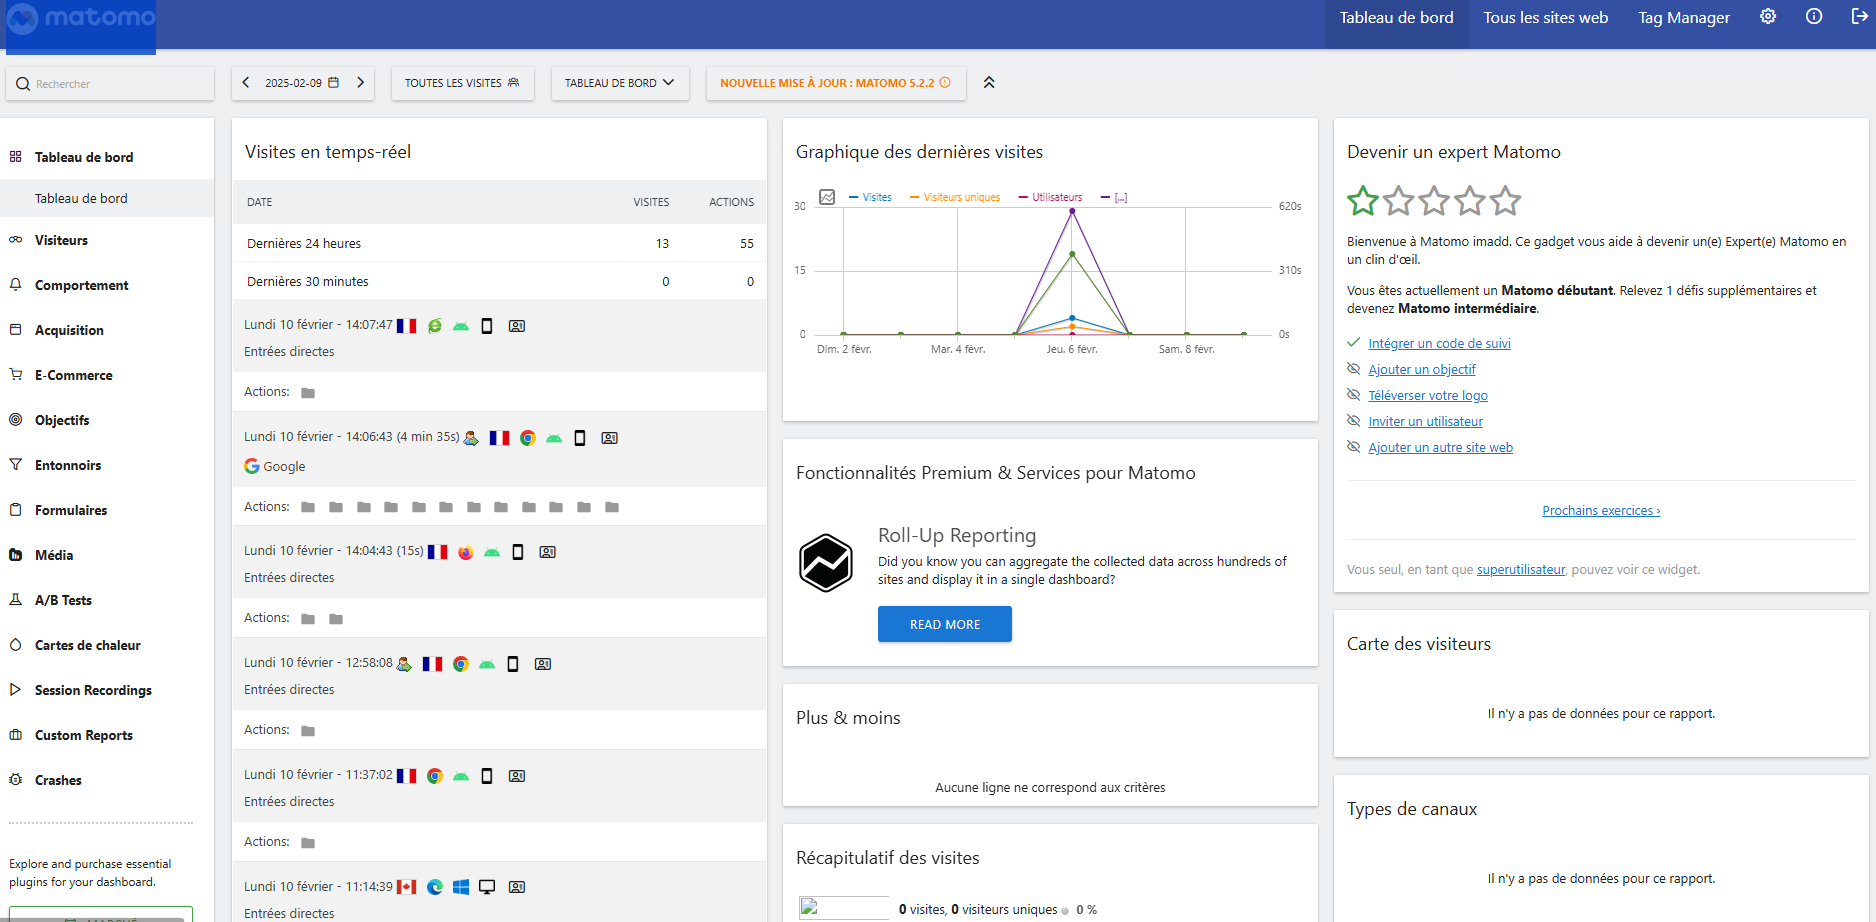 matomo
Tableau de bord
Tous les sites web
Tag Manager
Rechercher
2025-02-09
TOUTES LES VISITES
TABLEAU DE BORD
NOUVELLE MISE À JOUR : MATOMO 5.2.2
Tableau de bord
Tableau de bord
Visiteurs
Comportement
Acquisition
E-Commerce
Objectifs
Entonnoirs
Formulaires
Média
A/B Tests
Cartes de chaleur
Session Recordings
Custom Reports
Crashes
Explore and purchase essential
plugins for your dashboard.
Visites en temps-réel
DATE VISITES ACTIONS
Dernières 24 heures 13 55
Dernières 30 minutes 0 0
Lundi 10 février - 14:07:47
Entrées directes
Actions:
Lundi 10 février - 14:06:43 (4 min 35s)
Google
Actions:
Lundi 10 février - 14:04:43 (15s)
Entrées directes
Actions:
Lundi 10 février - 12:58:08
Entrées directes
Actions:
Lundi 10 février - 11:37:02
Entrées directes
Actions:
Lundi 10 février - 11:14:39
Entrées directes
Graphique des dernières visites
Visites Visiteurs uniques Utilisateurs [...]
30 620s
15 310s
0 0s
Dim. 2 févr. Mar. 4 févr. Jeu. 6 févr. Sam. 8 févr.
Fonctionnalités Premium & Services pour Matomo
Roll-Up Reporting
Did you know you can aggregate the collected data across hundreds of
sites and display it in a single dashboard?
READ MORE
Plus & moins
Aucune ligne ne correspond aux critères
Récapitulatif des visites
0 visites, 0 visiteurs uniques 0 %
Devenir un expert Matomo
Bienvenue à Matomo imadd. Ce gadget vous aide à devenir un(e) Expert(e) Matomo en
un clin d'œil.
Vous êtes actuellement un Matomo débutant. Relevez 1 défis supplémentaires et
devenez Matomo intermédiaire.
Intégrer un code de suivi
Ajouter un objectif
Téléverser votre logo
Inviter un utilisateur
Ajouter un autre site web
Prochains exercices ›
Vous seul, en tant que superutilisateur, pouvez voir ce widget.
Carte des visiteurs
Il n'y a pas de données pour ce rapport.
Types de canaux
Il n'y a pas de données pour ce rapport.